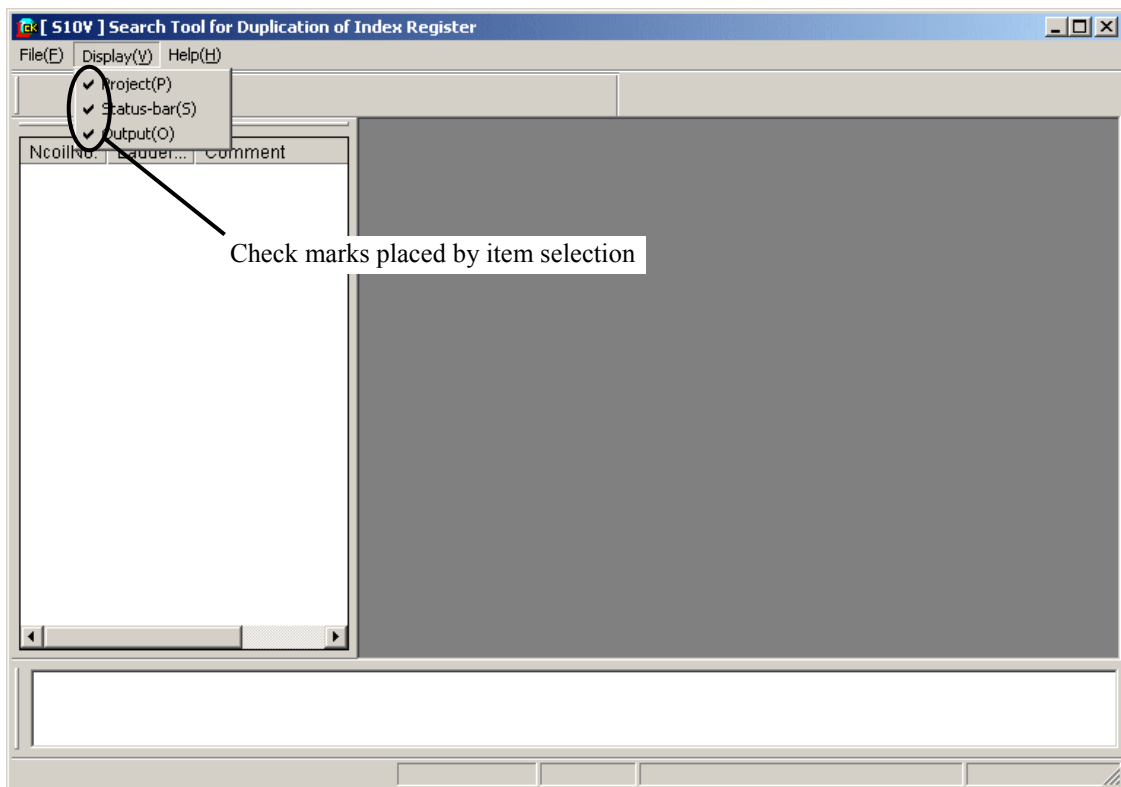 [ S10V ] Search Tool for Duplication of Index Register
File(F) Display(V) Help(H)
Project(P)
Status-bar(S)
Output(O)
NcoilNo. Ladder... Comment
Check marks placed by item selection